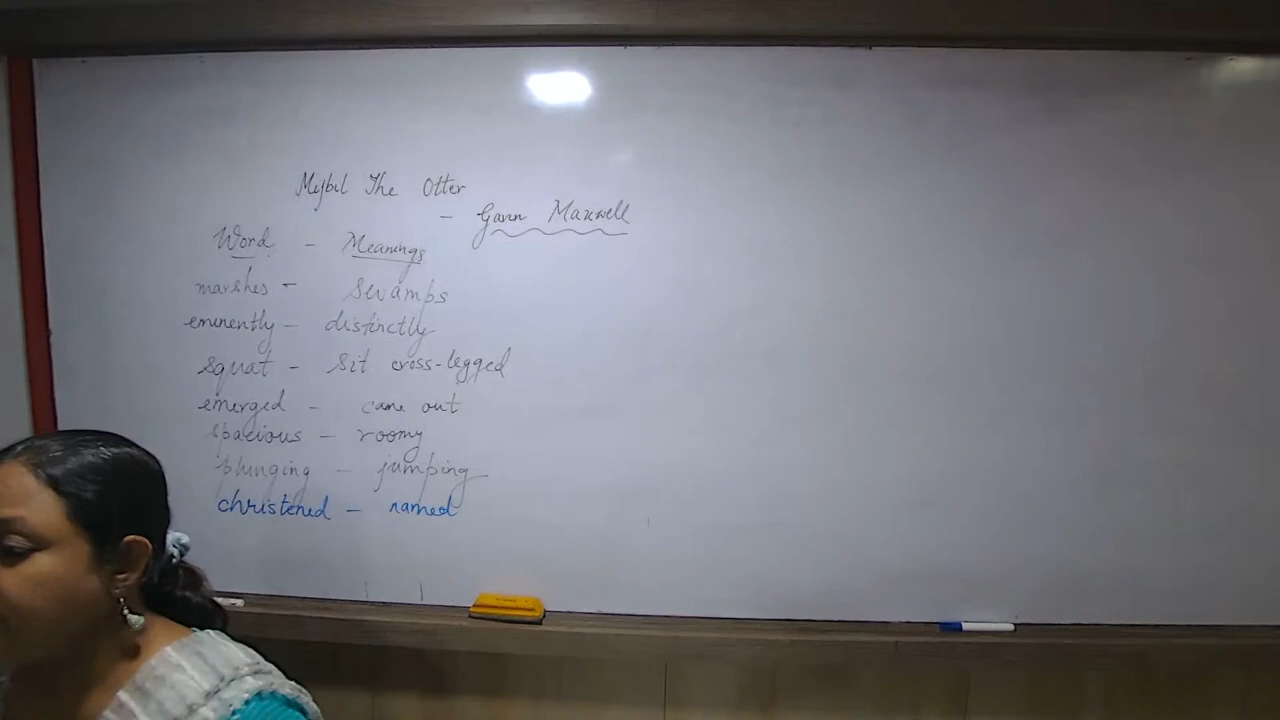 Mijbil The Otter
- Gavin Maxwell
Word - Meanings
marshes - swamps
eminently - distinctly
squat - sit cross-legged
emerged - came out
spacious - roomy
plunging - jumping
christened - named